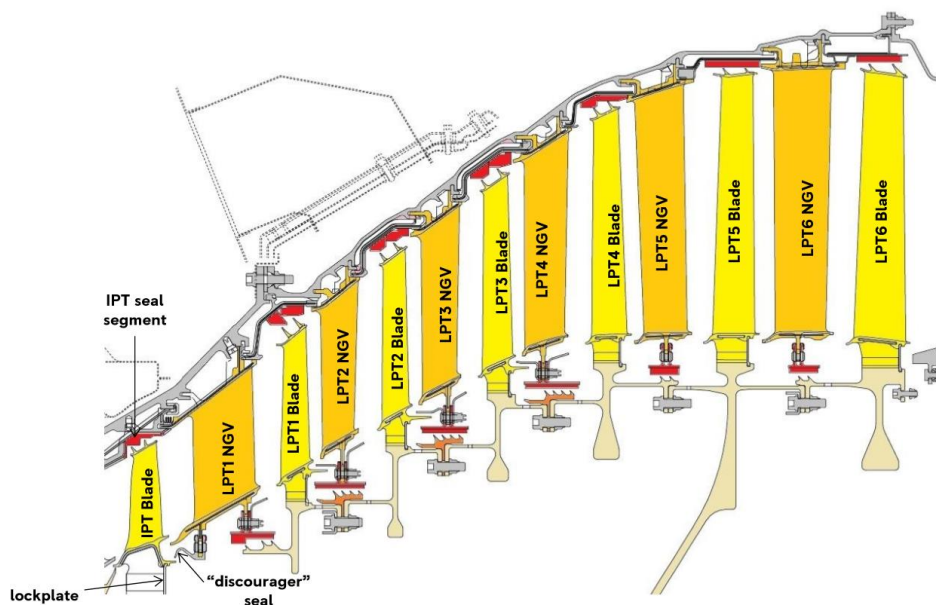 IPT seal
segment
IPT Blade
LPT1 NGV
LPT1 Blade
LPT2 NGV
LPT2 Blade
LPT3 NGV
LPT3 Blade
LPT4 NGV
LPT4 Blade
LPT5 NGV
LPT5 Blade
LPT6 NGV
LPT6 Blade
lockplate
“discourager”
seal